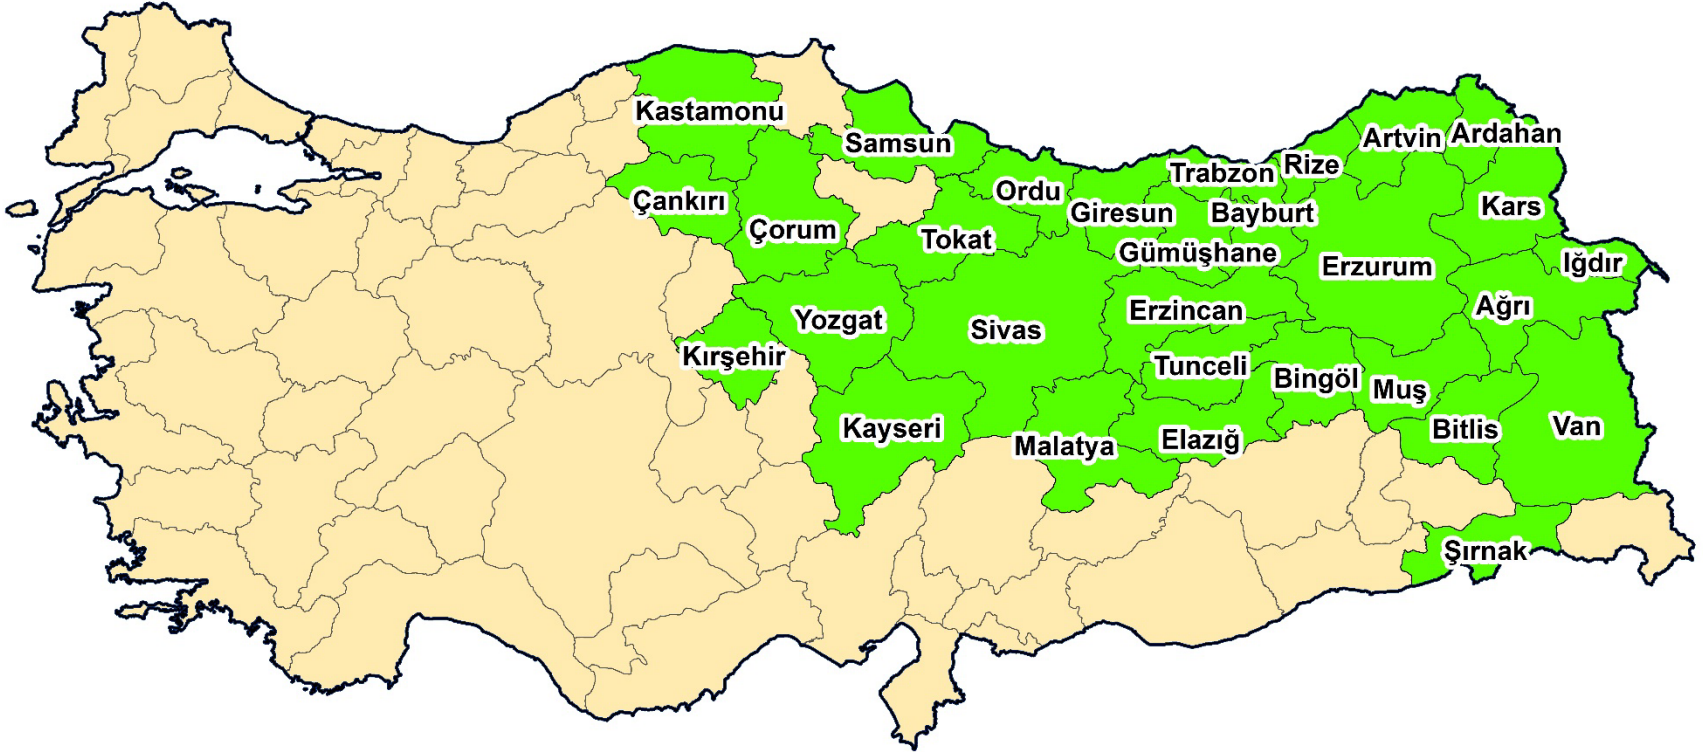 Kastamonu
Samsun
Artvin
Ardahan
Trabzon
Rize
Çankırı
Ordu
Giresun
Bayburt
Kars
Çorum
Tokat
Gümüşhane
Erzurum
Iğdır
Yozgat
Sivas
Erzincan
Ağrı
Kırşehir
Tunceli
Bingöl
Muş
Kayseri
Malatya
Elazığ
Bitlis
Van
Şırnak